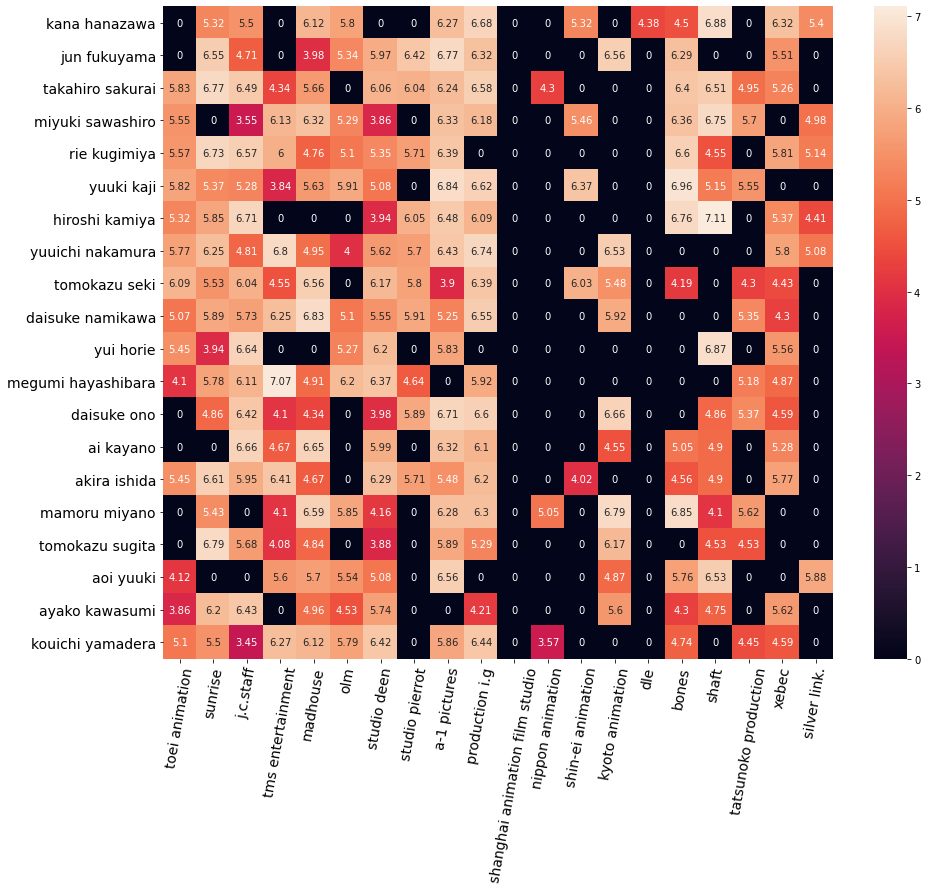 kana hanazawa 0 5.32 5.5 0 6.12 5.8 0 0 6.27 6.68 0 0 5.32 0 4.38 4.5 6.88 0 6.32 5.4
jun fukuyama 0 6.55 4.71 0 3.98 5.34 5.97 6.42 6.77 6.32 0 0 0 6.56 0 6.29 0 0 5.51 0
takahiro sakurai 5.83 6.77 6.49 4.34 5.66 0 6.06 6.04 6.24 6.58 0 4.3 0 0 0 6.4 6.51 4.95 5.26 0
miyuki sawashiro 5.55 0 3.55 6.13 6.32 5.29 3.86 0 6.33 6.18 0 0 5.46 0 0 6.36 6.75 5.7 0 4.98
rie kugimiya 5.57 6.73 6.57 6 4.76 5.1 5.35 5.71 6.39 0 0 0 0 0 0 6.6 4.55 0 5.81 5.14
yuuki kaji 5.82 5.37 5.28 3.84 5.63 5.91 5.08 0 6.84 6.62 0 0 6.37 0 0 6.96 5.15 5.55 0 0
hiroshi kamiya 5.32 5.85 6.71 0 0 0 3.94 6.05 6.48 6.09 0 0 0 0 0 6.76 7.11 0 5.37 4.41
yuuichi nakamura 5.77 6.25 4.81 6.8 4.95 4 5.62 5.7 6.43 6.74 0 0 0 6.53 0 0 0 0 5.8 5.08
tomokazu seki 6.09 5.53 6.04 4.55 6.56 0 6.17 5.8 3.9 6.39 0 0 6.03 5.48 0 4.19 0 4.3 4.43 0
daisuke namikawa 5.07 5.89 5.73 6.25 6.83 5.1 5.55 5.91 5.25 6.55 0 0 0 5.92 0 0 0 5.35 4.3 0
yui horie 5.45 3.94 6.64 0 0 5.27 6.2 0 5.83 0 0 0 0 0 0 0 6.87 0 5.56 0
megumi hayashibara 4.1 5.78 6.11 7.07 4.91 6.2 6.37 4.64 0 5.92 0 0 0 0 0 0 0 5.18 4.87 0
daisuke ono 0 4.86 6.42 4.1 4.34 0 3.98 5.89 6.71 6.6 0 0 0 6.66 0 0 4.86 5.37 4.59 0
ai kayano 0 0 6.66 4.67 6.65 0 5.99 0 6.32 6.1 0 0 0 4.55 0 5.05 4.9 0 5.28 0
akira ishida 5.45 6.61 5.95 6.41 4.67 0 6.29 5.71 5.48 6.2 0 0 4.02 0 0 4.56 4.9 0 5.77 0
mamoru miyano 0 5.43 0 4.1 6.59 5.85 4.16 0 6.28 6.3 0 5.05 0 6.79 0 6.85 4.1 5.62 0 0
tomokazu sugita 0 6.79 5.68 4.08 4.84 0 3.88 0 5.89 5.29 0 0 0 6.17 0 0 4.53 4.53 0 0
aoi yuuki 4.12 0 0 5.6 5.7 5.54 5.08 0 6.56 0 0 0 0 4.87 0 5.76 6.53 0 0 5.88
ayako kawasumi 3.86 6.2 6.43 0 4.96 4.53 5.74 0 0 4.21 0 0 0 5.6 0 4.3 4.75 0 5.62 0
kouichi yamadera 5.1 5.5 3.45 6.27 6.12 5.79 6.42 0 5.86 6.44 0 3.57 0 0 0 4.74 0 4.45 4.59 0
toei animation
sunrise
j.c.staff
tms entertainment
madhouse
olm
studio deen
studio pierrot
a-1 pictures
production i.g
shanghai animation film studio
nippon animation
shin-ei animation
kyoto animation
dle
bones
shaft
tatsunoko production
xebec
silver link.
7
6
5
4
3
2
1
0